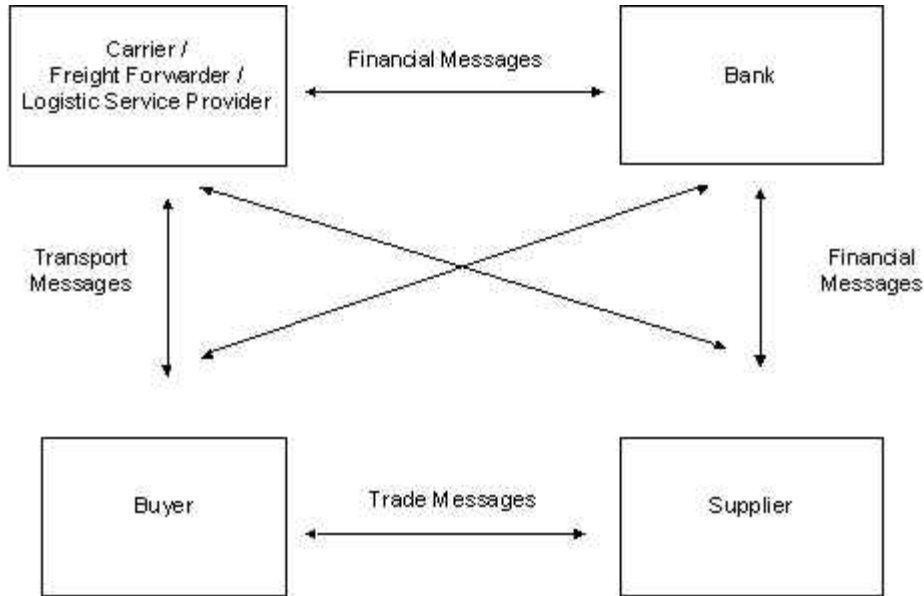 Carrier /
Freight Forwarder /
Logistic Service Provider
Financial Messages
Bank
Transport
Messages
Financial
Messages
Buyer
Trade Messages
Supplier